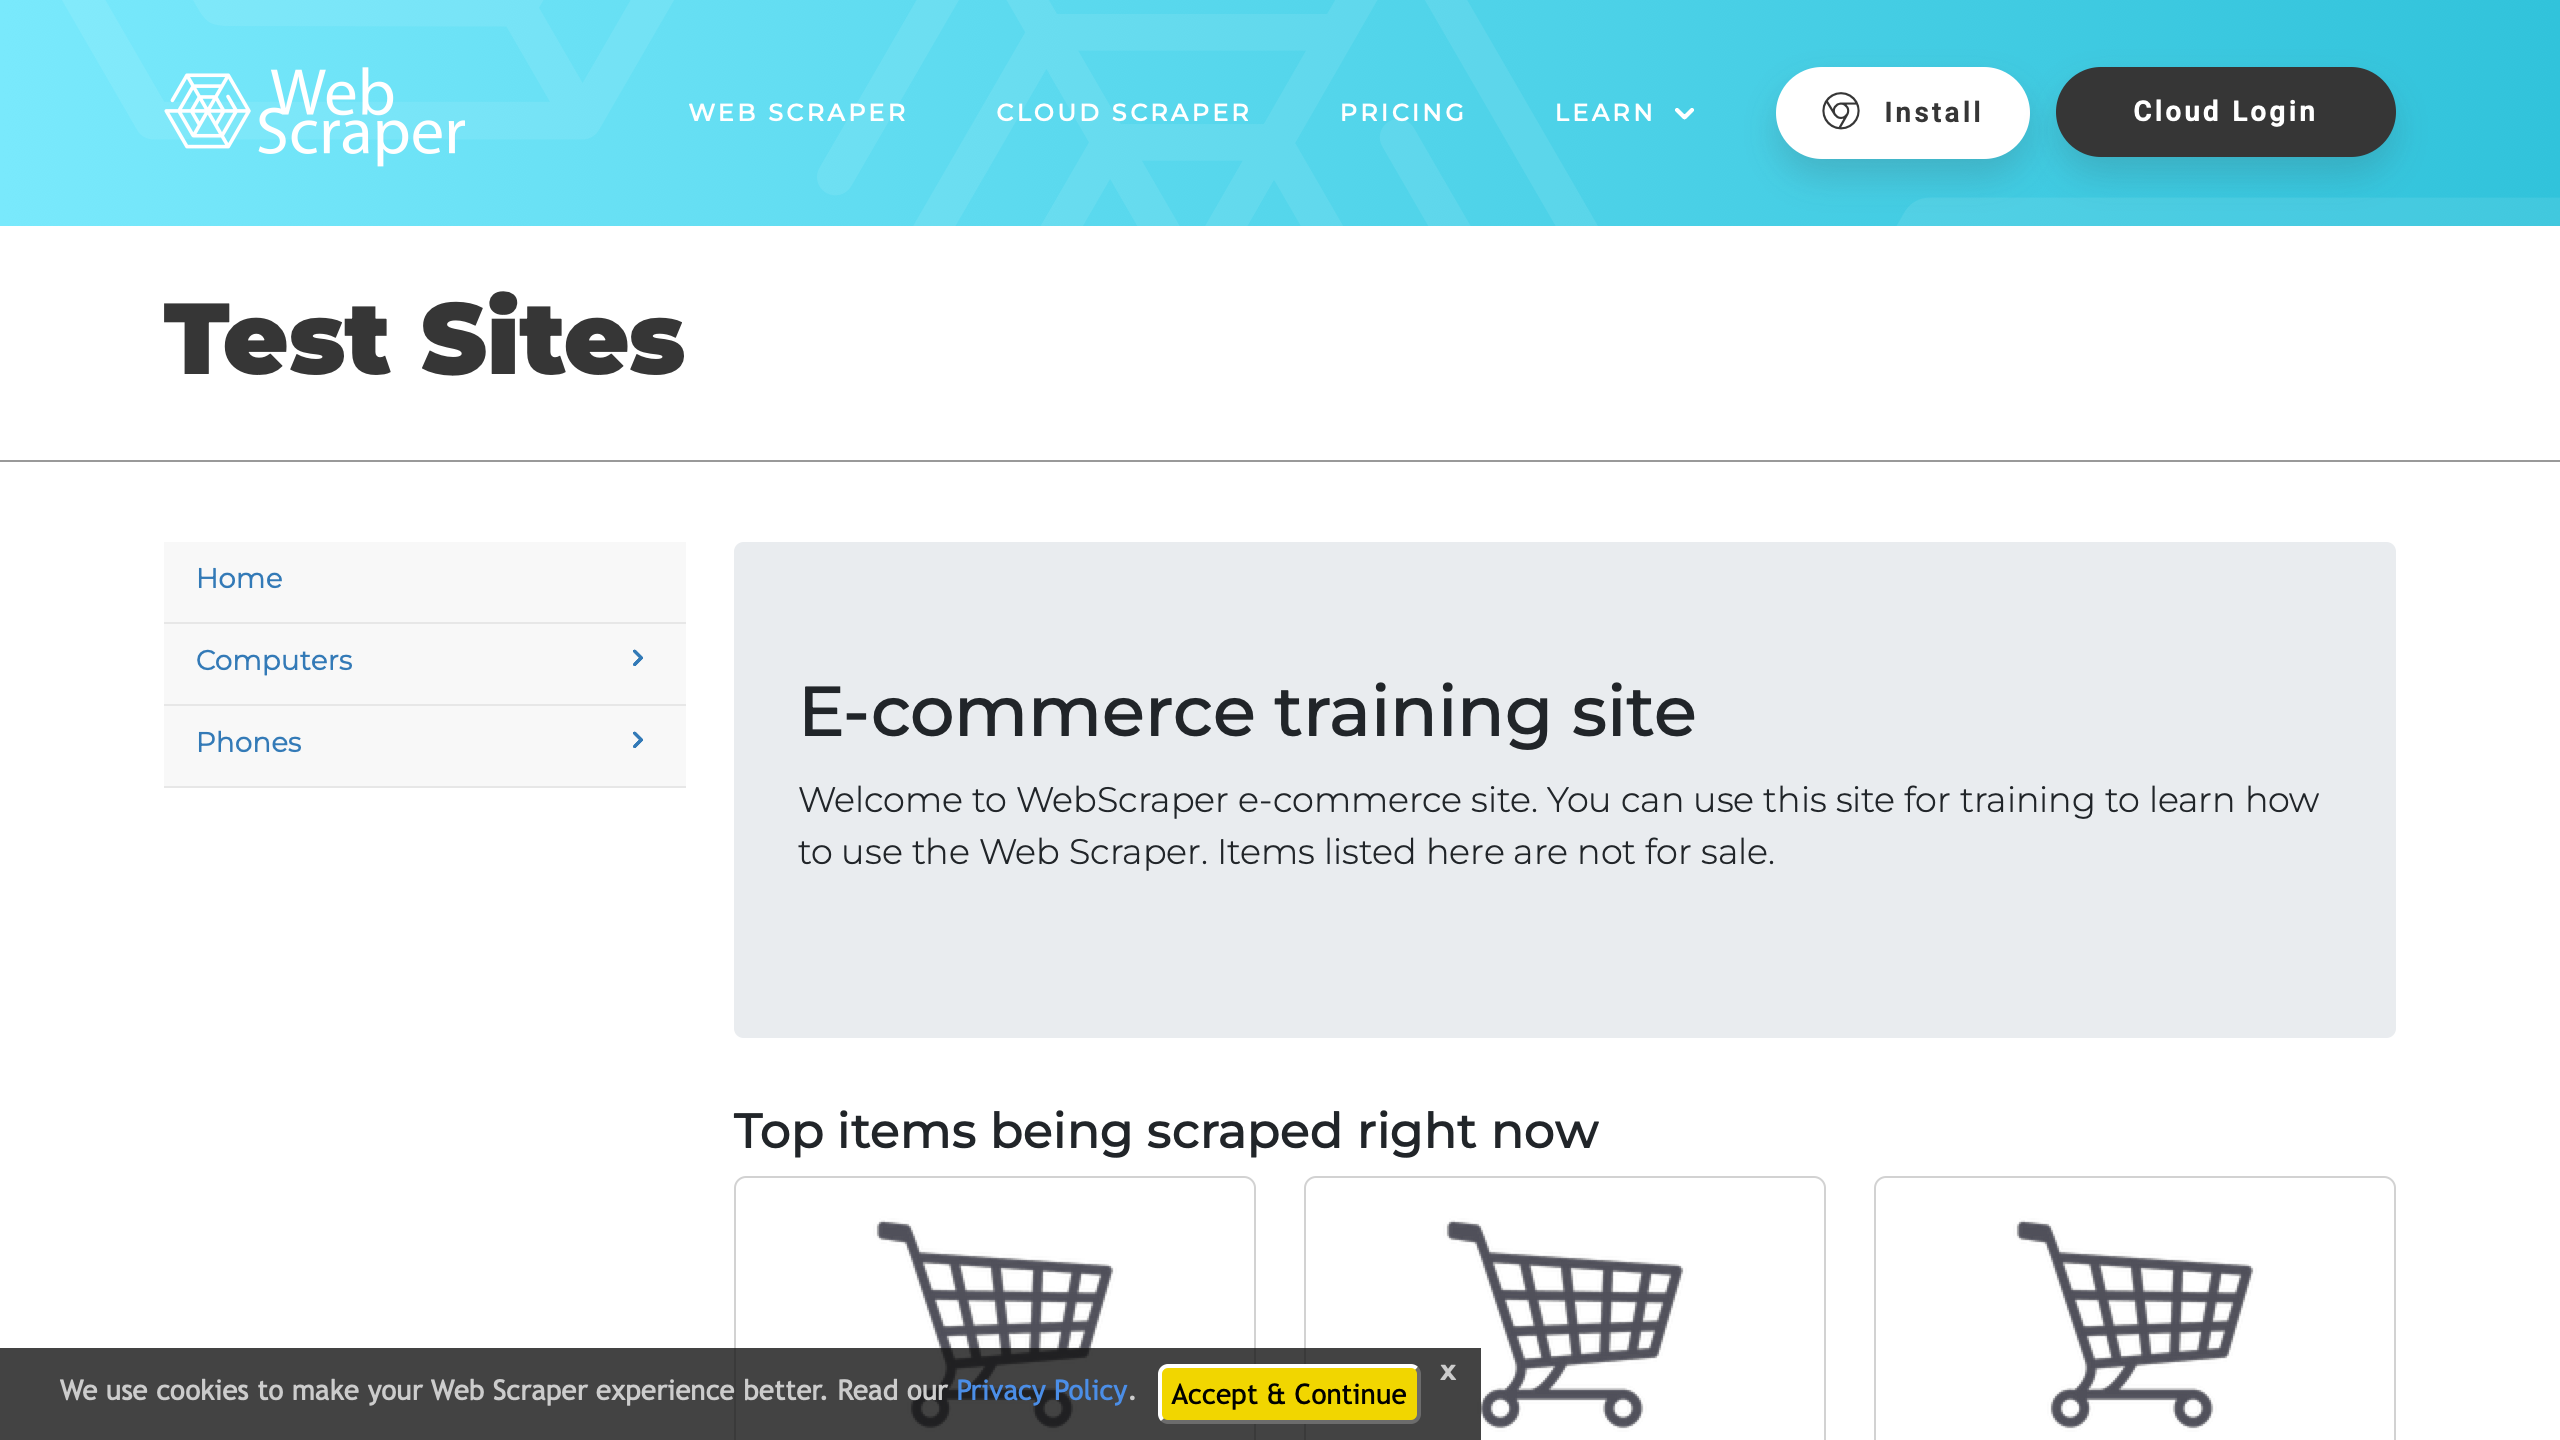 Web
Scraper
WEB SCRAPER
CLOUD SCRAPER
PRICING
LEARN
Install
Cloud Login
Test Sites
Home
Computers
Phones
E-commerce training site
Welcome to WebScraper e-commerce site. You can use this site for training to learn how
to use the Web Scraper. Items listed here are not for sale.
Top items being scraped right now
We use cookies to make your Web Scraper experience better. Read our Privacy Policy.
Accept & Continue
x